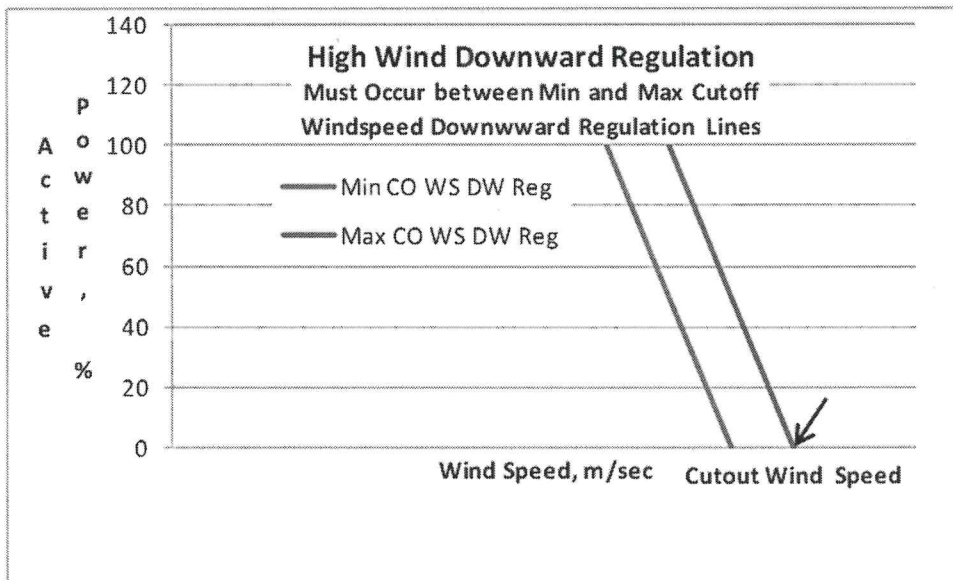 High Wind Downward Regulation
Must Occur between Min and Max Cutoff
Windspeed Downwward Regulation Lines
Active
Power, %
140
120
100
80
60
40
20
0
Min CO WS DW Reg
Max CO WS DW Reg
Wind Speed, m/sec
Cutout Wind Speed